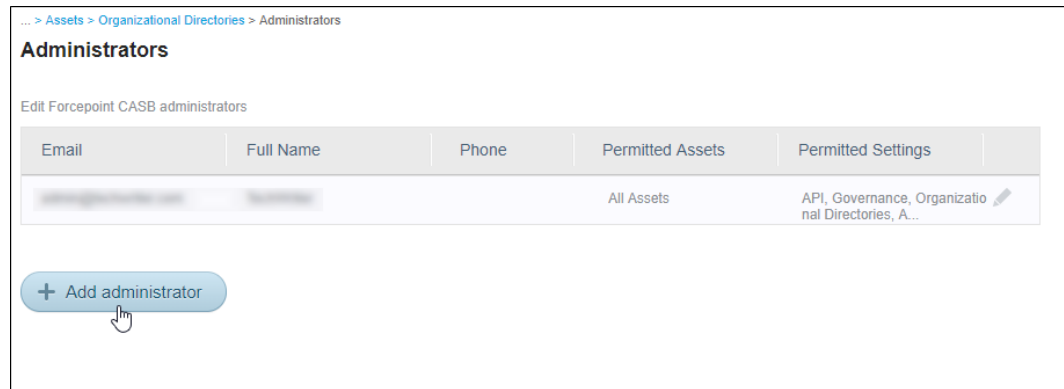 ... > Assets > Organizational Directories > Administrators
Administrators
Edit Forcepoint CASB administrators
Email Full Name Phone Permitted Assets Permitted Settings
All Assets API, Governance, Organizatio
nal Directories, A...
+ Add administrator